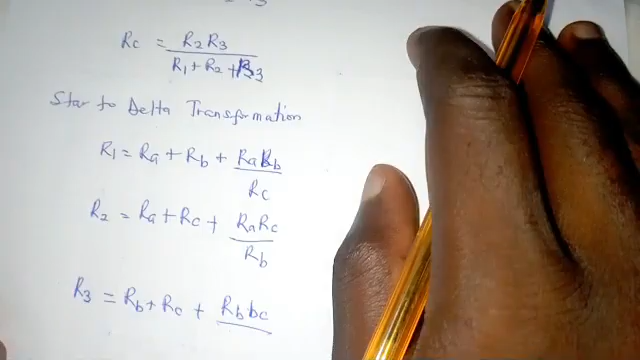 Rc = R2R3
R1 + R2 + R3
Star to Delta Transformation
R1 = Ra + Rb + RaRb
Rc
R2 = Ra + Rc + RaRc
Rb
R3 = Rb + Rc + Rbbc